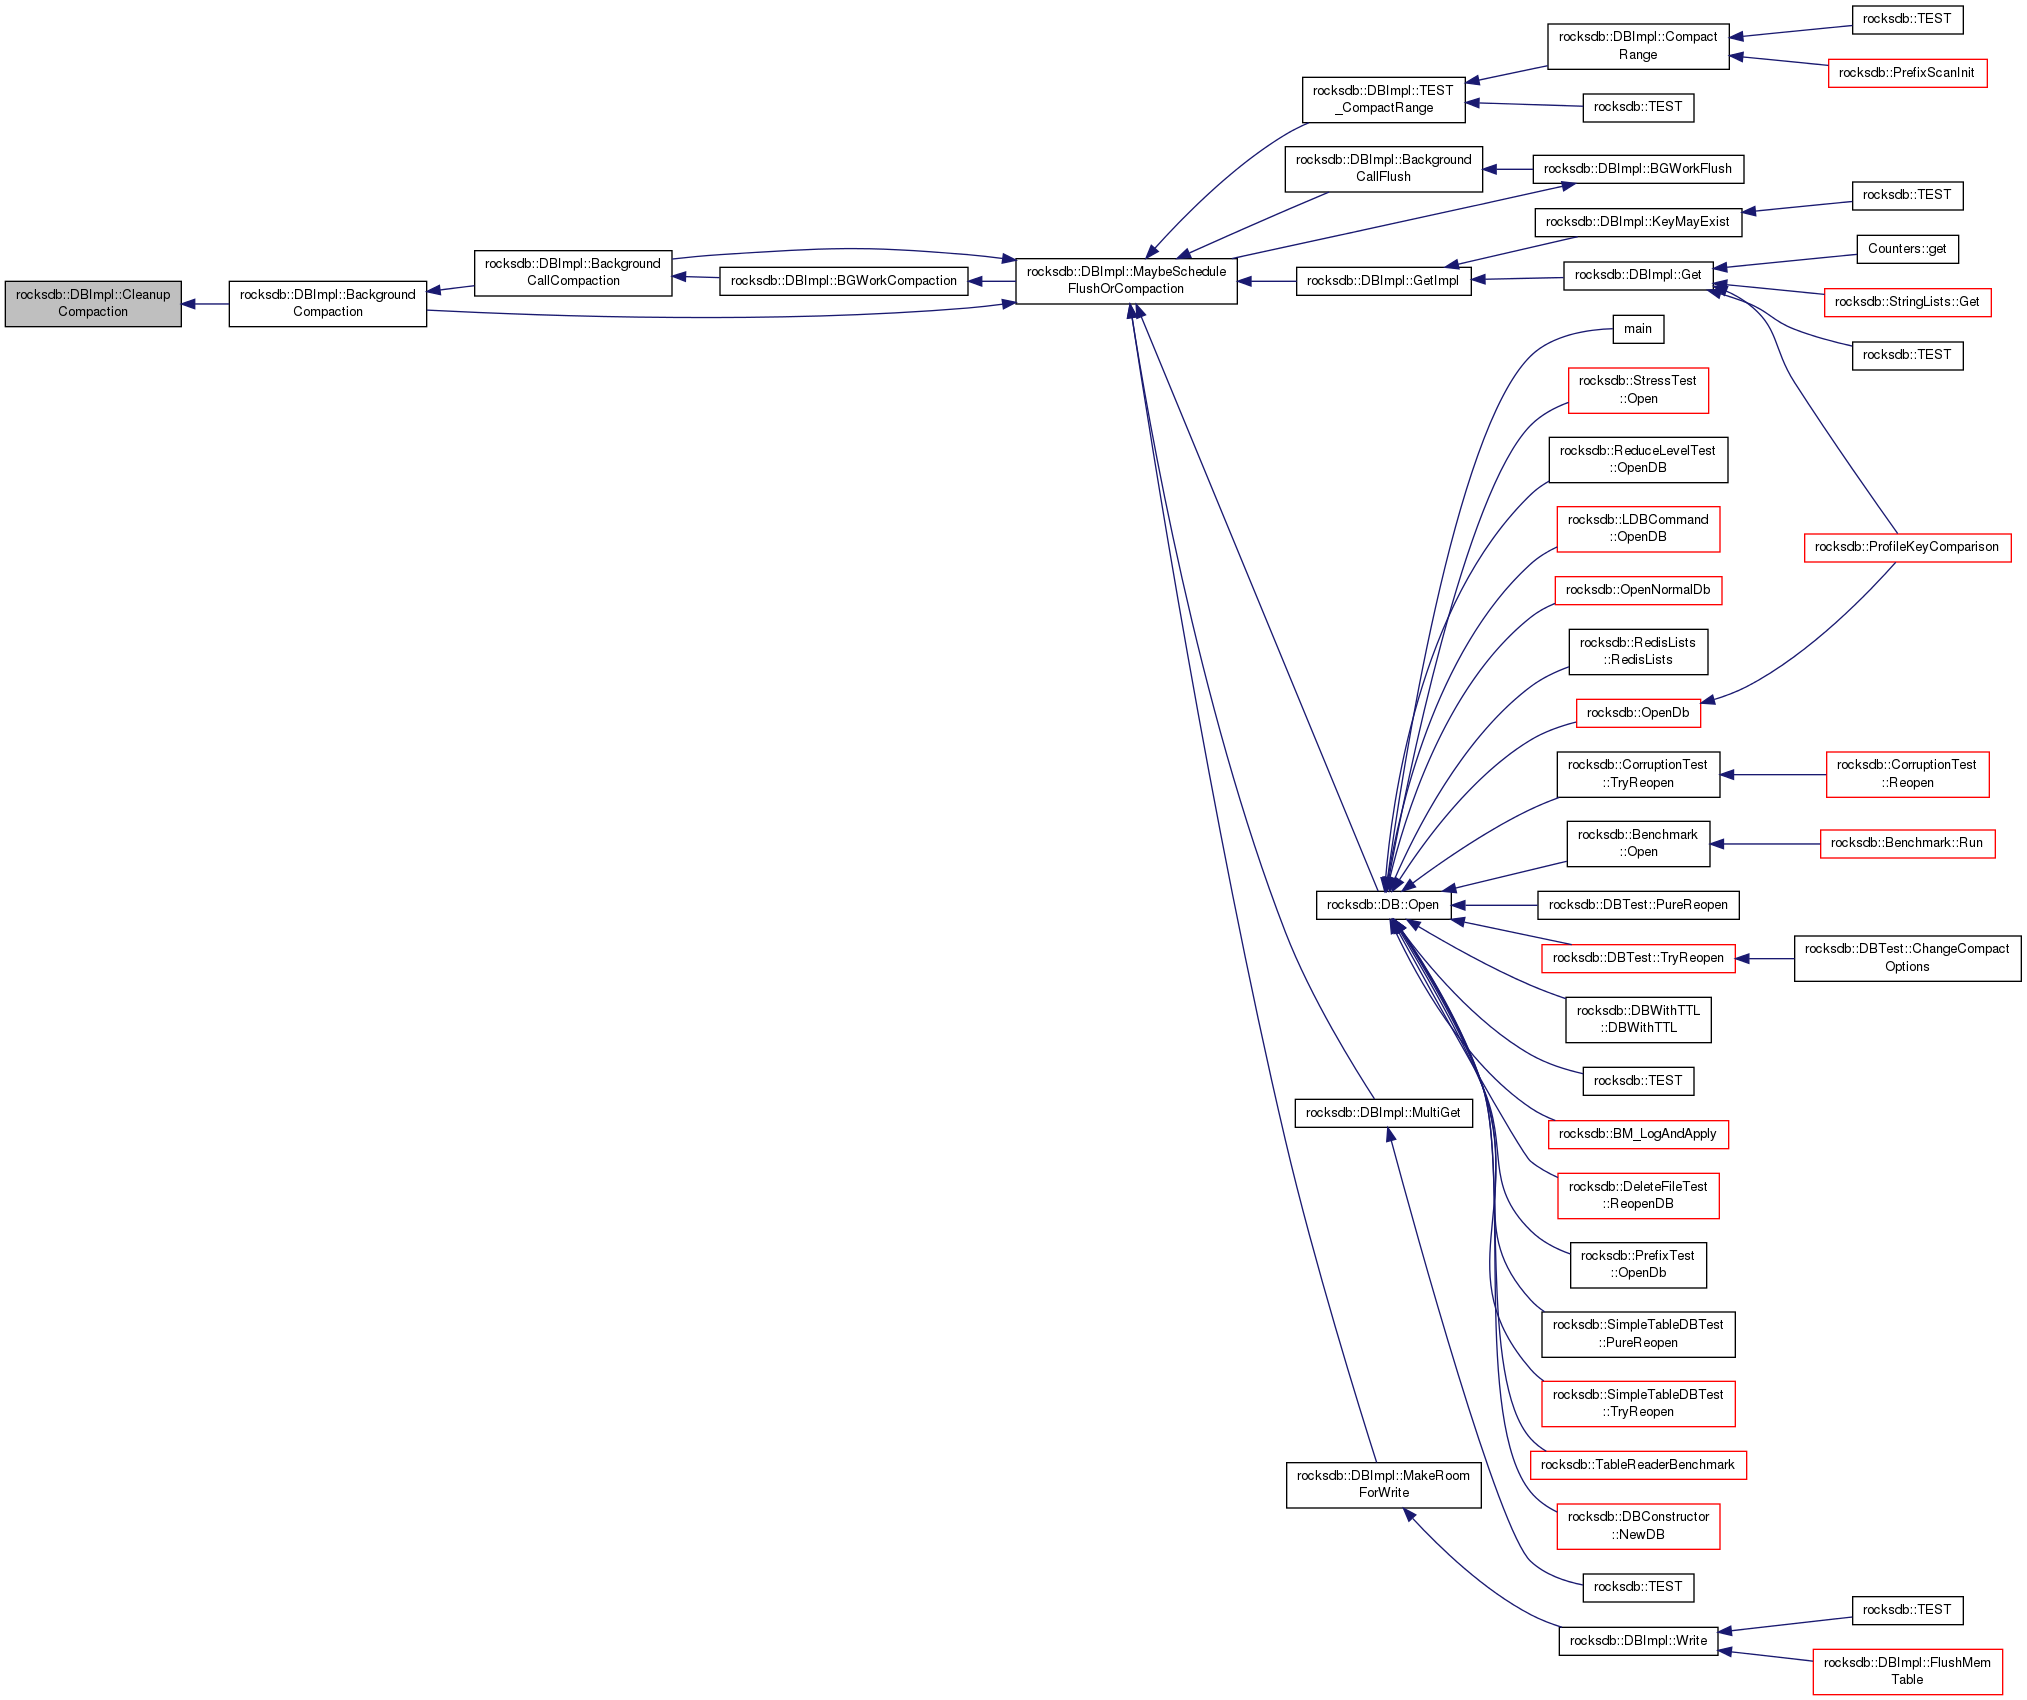 rocksdb::DBImpl::Cleanup
Compaction
rocksdb::DBImpl::Background
Compaction
rocksdb::DBImpl::Background
CallCompaction
rocksdb::DBImpl::BGWorkCompaction
rocksdb::DBImpl::MaybeSchedule
FlushOrCompaction
rocksdb::DBImpl::TEST
_CompactRange
rocksdb::DBImpl::Compact
Range
rocksdb::TEST
rocksdb::PrefixScanInit
rocksdb::TEST
rocksdb::DBImpl::Background
CallFlush
rocksdb::DBImpl::BGWorkFlush
rocksdb::DBImpl::GetImpl
rocksdb::DBImpl::KeyMayExist
rocksdb::TEST
rocksdb::DBImpl::Get
Counters::get
rocksdb::StringLists::Get
rocksdb::TEST
rocksdb::ProfileKeyComparison
rocksdb::DB::Open
main
rocksdb::StressTest
::Open
rocksdb::ReduceLevelTest
::OpenDB
rocksdb::LDBCommand
::OpenDB
rocksdb::OpenNormalDb
rocksdb::RedisLists
::RedisLists
rocksdb::OpenDb
rocksdb::CorruptionTest
::TryReopen
rocksdb::CorruptionTest
::Reopen
rocksdb::Benchmark
::Open
rocksdb::Benchmark::Run
rocksdb::DBTest::PureReopen
rocksdb::DBTest::TryReopen
rocksdb::DBTest::ChangeCompact
Options
rocksdb::DBWithTTL
::DBWithTTL
rocksdb::TEST
rocksdb::BM_LogAndApply
rocksdb::DeleteFileTest
::ReopenDB
rocksdb::PrefixTest
::OpenDb
rocksdb::SimpleTableDBTest
::PureReopen
rocksdb::SimpleTableDBTest
::TryReopen
rocksdb::TableReaderBenchmark
rocksdb::DBConstructor
::NewDB
rocksdb::DBImpl::MultiGet
rocksdb::TEST
rocksdb::DBImpl::MakeRoom
ForWrite
rocksdb::DBImpl::Write
rocksdb::TEST
rocksdb::DBImpl::FlushMem
Table